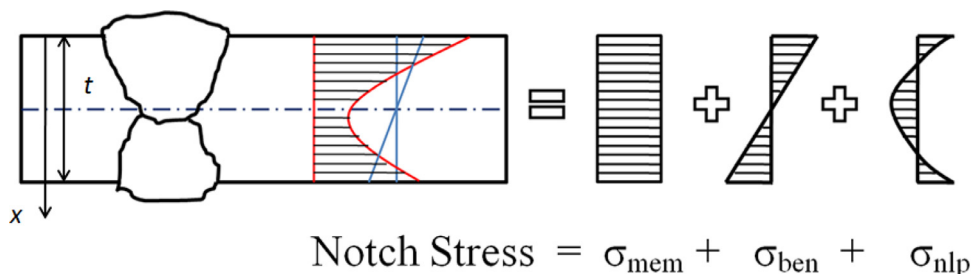 t
x
Notch Stress = σmem + σben + σnlp